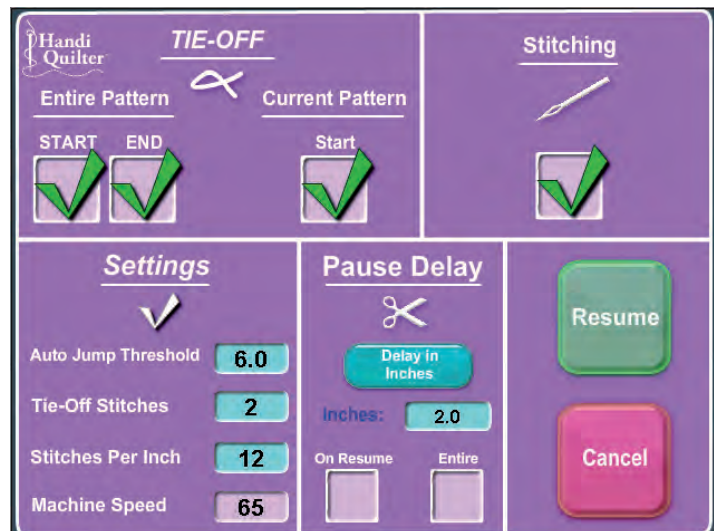 Handi
Quilter
TIE-OFF
Entire Pattern
Current Pattern
START
END
Start
Stitching
Settings
Auto Jump Threshold 6.0
Tie-Off Stitches 2
Stitches Per Inch 12
Machine Speed 65
Pause Delay
Delay in
Inches
Inches: 2.0
On Resume
Entire
Resume
Cancel